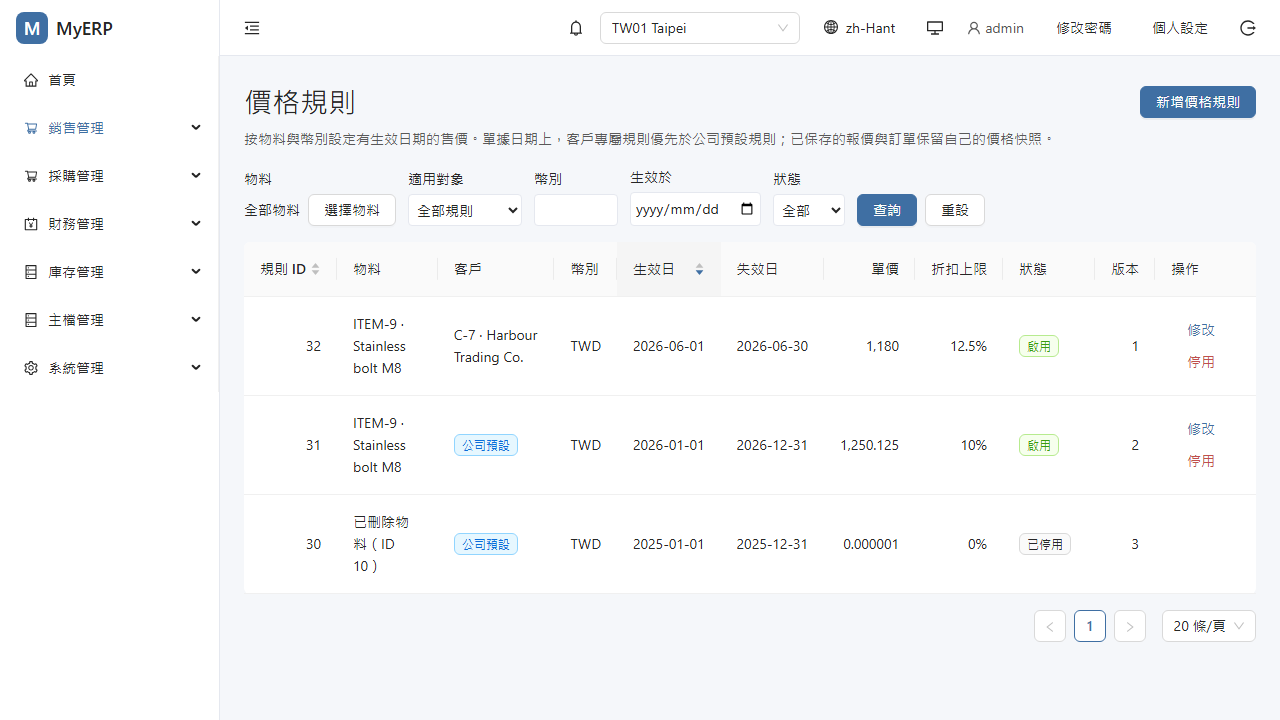 M MyERP
TW01 Taipei
zh-Hant
admin
修改密碼
個人設定
首頁
銷售管理
採購管理
財務管理
庫存管理
主檔管理
系統管理
價格規則
新增價格規則
按物料與幣別設定有生效日期的售價。單據日期上，客戶專屬規則優先於公司預設規則；已保存的報價與訂單保留自己的價格快照。
物料 適用對象 幣別 生效於 狀態
全部物料 選擇物料 全部規則 yyyy/mm/dd 全部 查詢 重設
規則 ID 物料 客戶 幣別 生效日 失效日 單價 折扣上限 狀態 版本 操作
32 ITEM-9 · Stainless bolt M8 C-7 · Harbour Trading Co. TWD 2026-06-01 2026-06-30 1,180 12.5% 啟用 1 修改 停用
31 ITEM-9 · Stainless bolt M8 公司預設 TWD 2026-01-01 2026-12-31 1,250.125 10% 啟用 2 修改 停用
30 已刪除物料（ID 10） 公司預設 TWD 2025-01-01 2025-12-31 0.000001 0% 已停用 3
1 20 條/頁